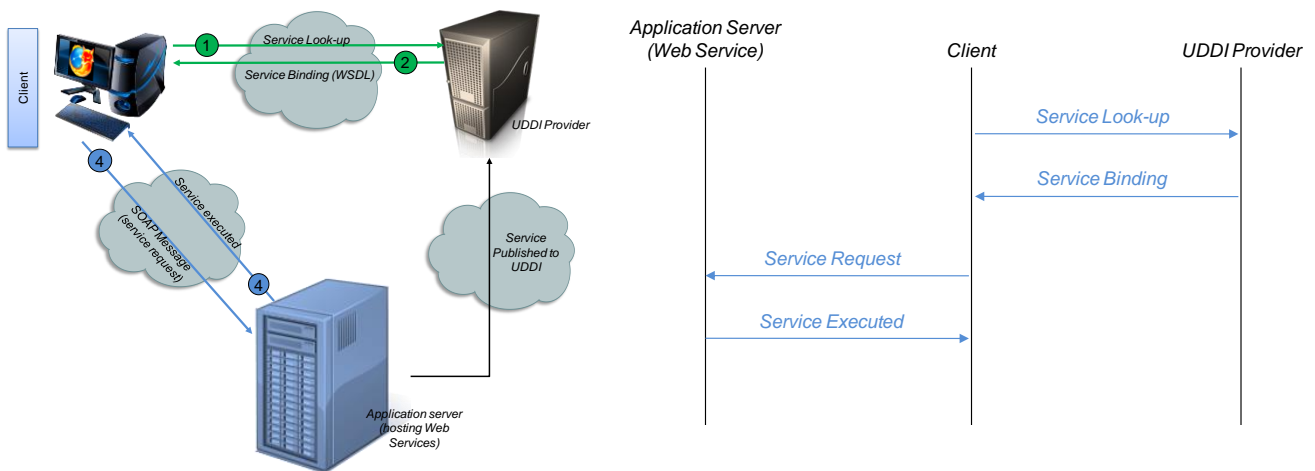 Client
1
Service Look-up
Service Binding (WSDL)
2
UDDI Provider
4
Service executed
SOAP Message
(service request)
4
Service
Published to
UDDI
Application server
(hosting Web
Services)
Application Server
(Web Service)
Client
UDDI Provider
Service Look-up
Service Binding
Service Request
Service Executed